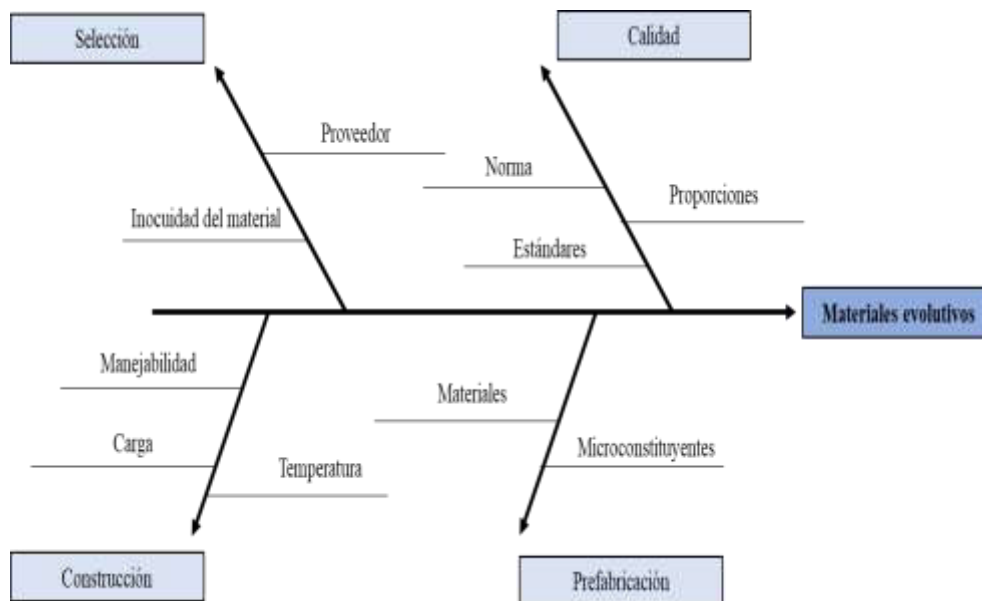 Selección
Calidad
Proveedor
Norma
Proporciones
Inocuidad del material
Estándares
Materiales evolutivos
Manejabilidad
Materiales
Carga
Temperatura
Microconstituyentes
Construcción
Prefabricación